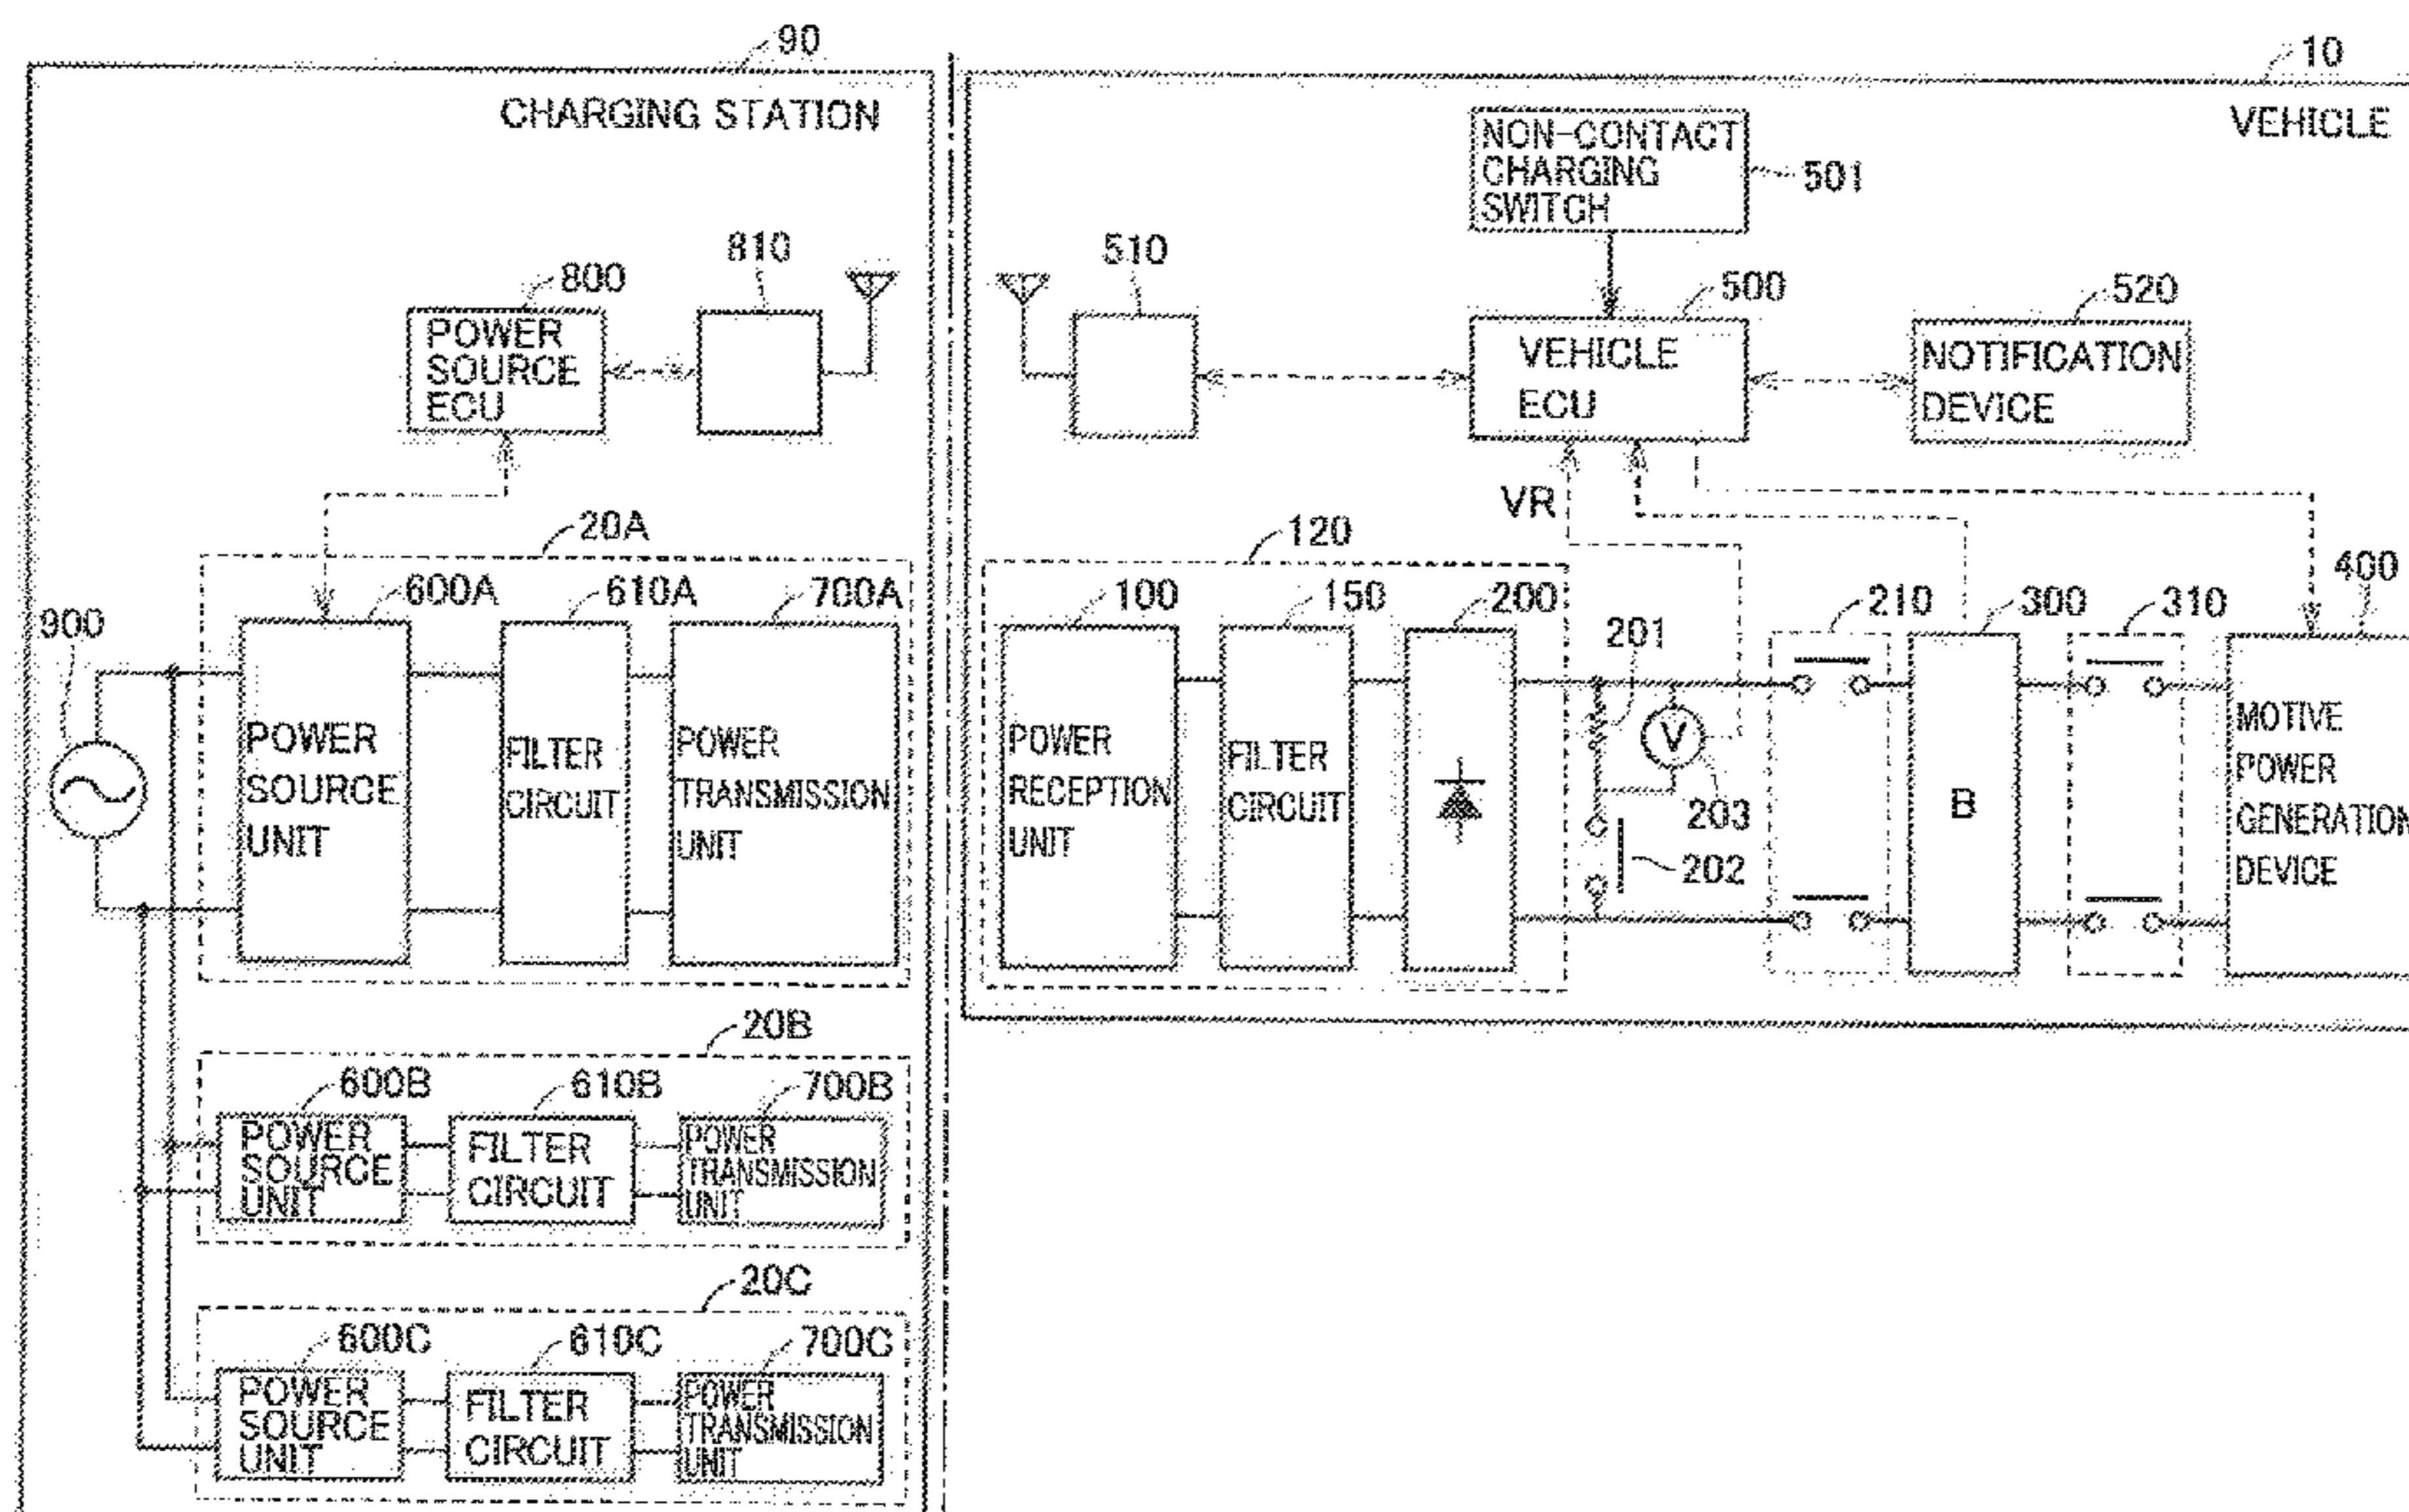 90
CHARGING STATION
10
VEHICLE
NON-CONTACT
CHARGING
SWITCH
501
800
810
510
500
520
POWER
SOURCE
ECU
VEHICLE
ECU
NOTIFICATION
DEVICE
VR
20A
120
600A
610A
700A
900
100
150
200
201
210
300
310
400
POWER
SOURCE
UNIT
FILTER
CIRCUIT
POWER
TRANSMISSION
UNIT
POWER
RECEPTION
UNIT
FILTER
CIRCUIT
V
203
202
B
MOTIVE
POWER
GENERATION
DEVICE
20B
600B
610B
700B
POWER
SOURCE
UNIT
FILTER
CIRCUIT
POWER
TRANSMISSION
UNIT
20C
600C
610C
700C
POWER
SOURCE
UNIT
FILTER
CIRCUIT
POWER
TRANSMISSION
UNIT